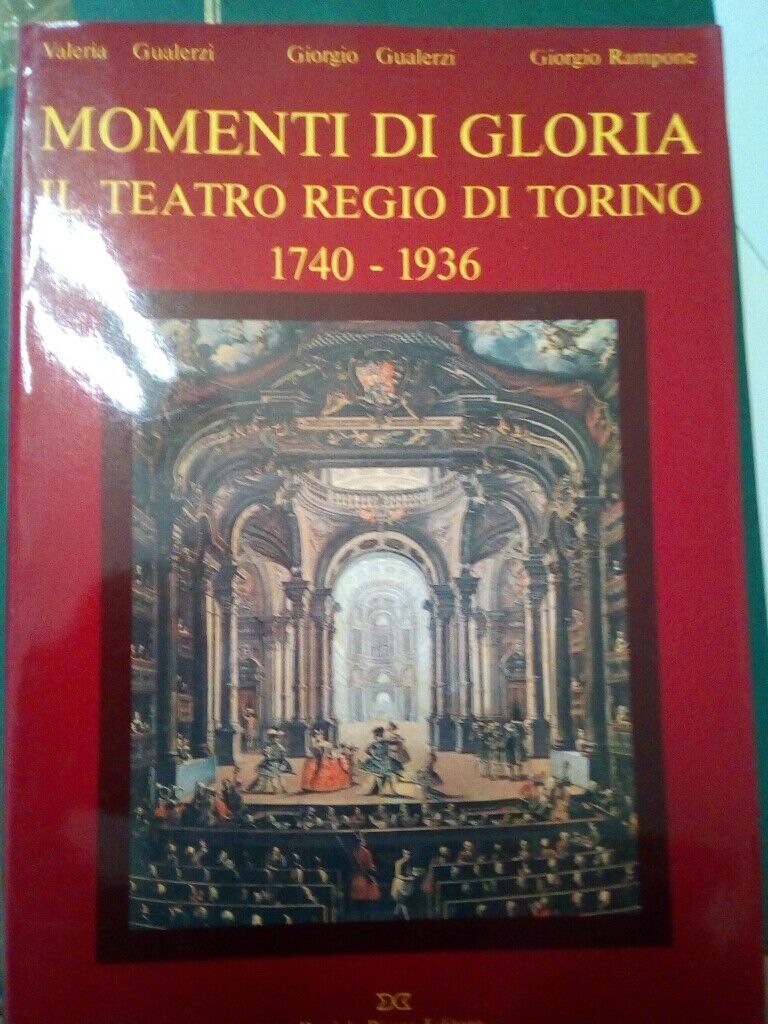 Valeria Gualerzi Giorgio Gualerzi Giorgio Rampone
MOMENTI DI GLORIA
IL TEATRO REGIO DI TORINO
1740 - 1936